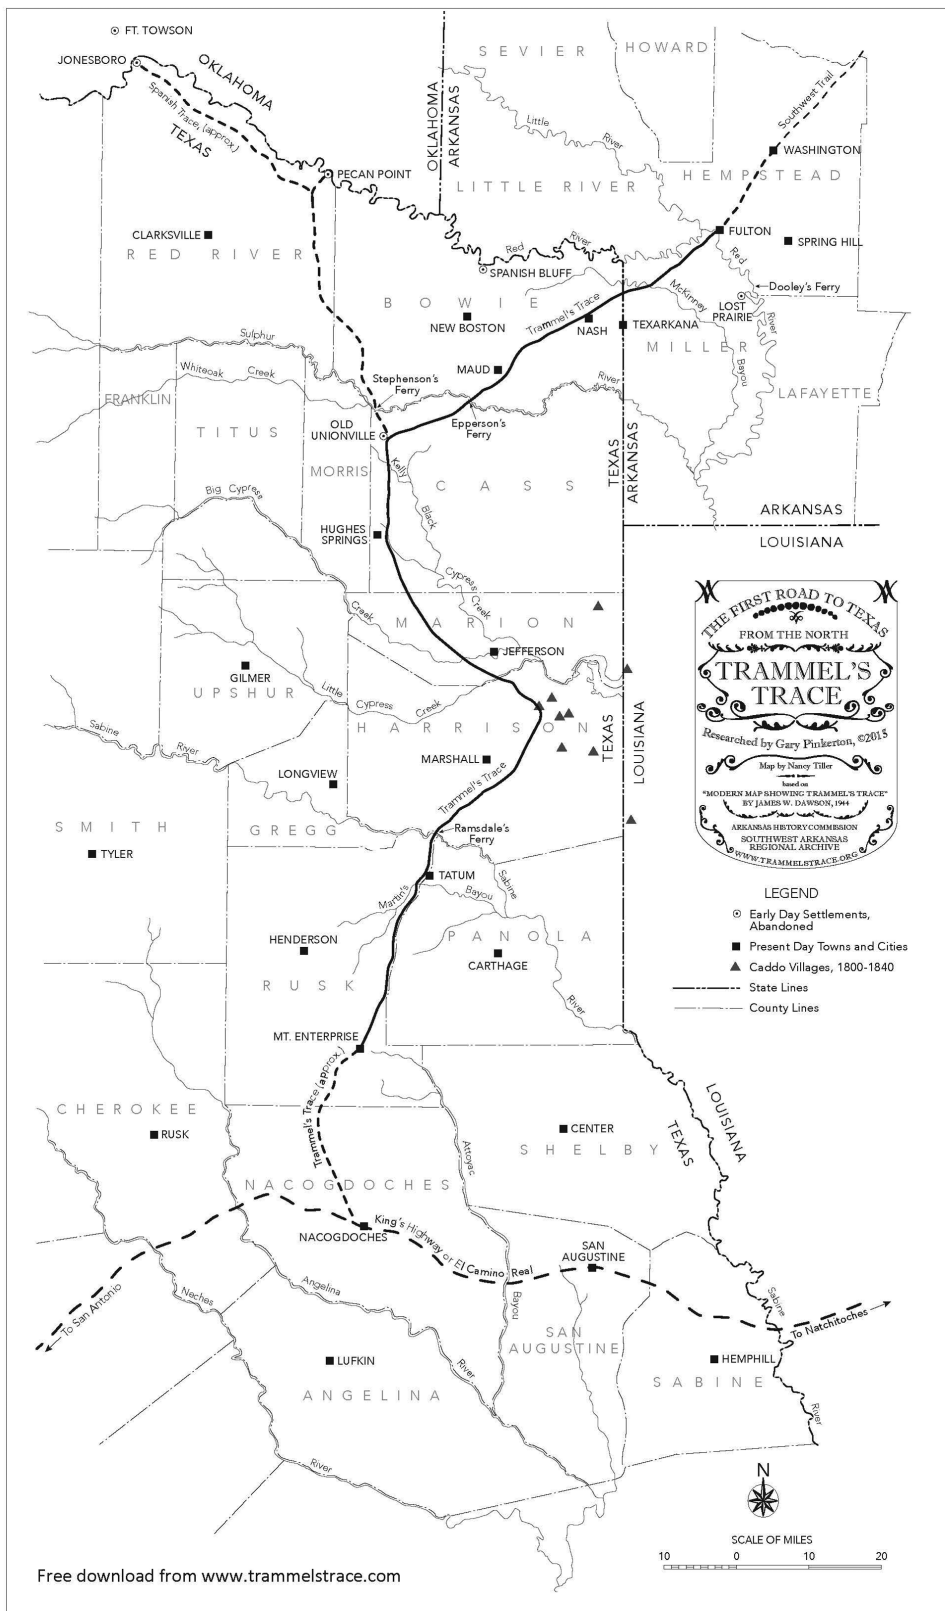 FT. TOWSON
JONESBORO
OKLAHOMA
TEXAS
Spanish Trace, (approx)
PECAN POINT
OKLAHOMA
ARKANSAS
SEVIER
HOWARD
Southwest Trail
Little
River
WASHINGTON
HEMPSTEAD
LITTLE RIVER
CLARKSVILLE
RED RIVER
FULTON
SPRING HILL
Red
River
Red
River
SPANISH BLUFF
Dooley's Ferry
LOST
PRAIRIE
BOWIE
NEW BOSTON
Trammel's Trace
NASH
TEXARKANA
McKinney
Bayou
MILLER
MAUD
Sulphur
River
Whiteoak Creek
Stephenson's
Ferry
LAFAYETTE
FRANKLIN
TITUS
OLD
UNIONVILLE
Epperson's
Ferry
TEXAS
ARKANSAS
MORRIS
Kelly
CASS
Big Cypress
Black
HUGHES
SPRINGS
ARKANSAS
LOUISIANA
Cypress
Creek
Creek
MARION
JEFFERSON
GILMER
UPSHUR
Little
Cypress
Creek
TEXAS
LOUISIANA
HARRISON
Sabine
River
MARSHALL
LONGVIEW
Trammel's Trace
SMITH
GREGG
Ramsdale's
Ferry
TYLER
TATUM
Martin's
Bayou
Sabine
River
HENDERSON
PANOLA
CARTHAGE
RUSK
MT. ENTERPRISE
Trammel's Trace (approx.)
CHEROKEE
RUSK
CENTER
SHELBY
LOUISIANA
TEXAS
Attoyac
Bayou
NACOGDOCHES
NACOGDOCHES
King's Highway or El Camino Real
SAN
AUGUSTINE
To San Antonio
Neches
River
Angelina
River
Sabine
River
To Natchitoches
SAN
AUGUSTINE
LUFKIN
ANGELINA
HEMPHILL
SABINE
THE FIRST ROAD TO TEXAS
FROM THE NORTH
TRAMMEL'S
TRACE
Researched by Gary Pinkerton, ©2013
Map by Nancy Tiller
based on
"MODERN MAP SHOWING TRAMMEL'S TRACE"
BY JAMES W. DAWSON, 1944
ARKANSAS HISTORY COMMISSION
SOUTHWEST ARKANSAS
REGIONAL ARCHIVE
WWW.TRAMMELSTRACE.ORG
LEGEND
Early Day Settlements,
Abandoned
Present Day Towns and Cities
Caddo Villages, 1800-1840
State Lines
County Lines
N
SCALE OF MILES
10 0 10 20
Free download from www.trammelstrace.com